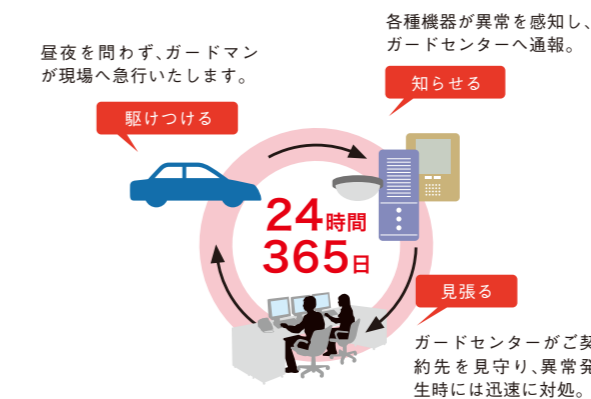 各種機器が異常を感知し、
ガードセンターへ通報。
知らせる
昼夜を問わず、ガードマン
が現場へ急行いたします。
駆けつける
24時間
365日
見張る
ガードセンターがご契
約先を見守り、異常発
生時には迅速に対処。